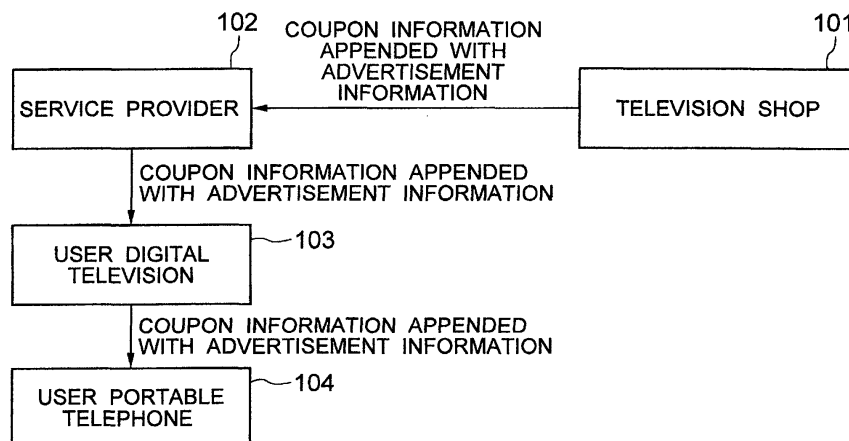 102
COUPON INFORMATION
APPENDED WITH
ADVERTISEMENT
INFORMATION
101
SERVICE PROVIDER
TELEVISION SHOP
COUPON INFORMATION APPENDED
WITH ADVERTISEMENT INFORMATION
USER DIGITAL
TELEVISION
103
COUPON INFORMATION APPENDED
WITH ADVERTISEMENT INFORMATION
USER PORTABLE
TELEPHONE
104